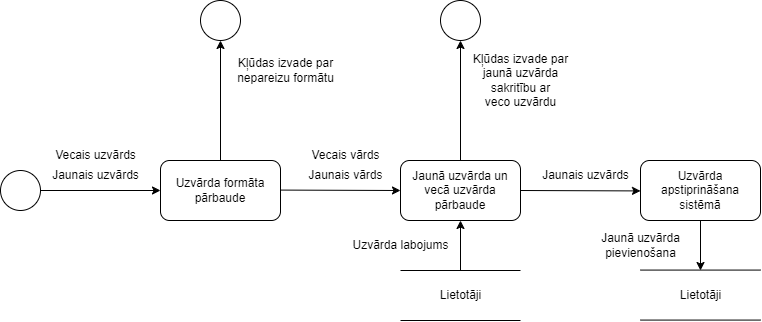 Kļūdas izvade par
nepareizu formātu
Kļūdas izvade par
jaunā uzvārda
sakritību ar
veco uzvārdu
Vecais uzvārds
Jaunais uzvārds
Uzvārda formāta
pārbaude
Vecais vārds
Jaunais vārds
Jaunā uzvārda un
vecā uzvārda
pārbaude
Jaunais uzvārds
Uzvārda
apstiprināšana
sistēmā
Uzvārda labojums
Jaunā uzvārda
pievienošana
Lietotāji
Lietotāji